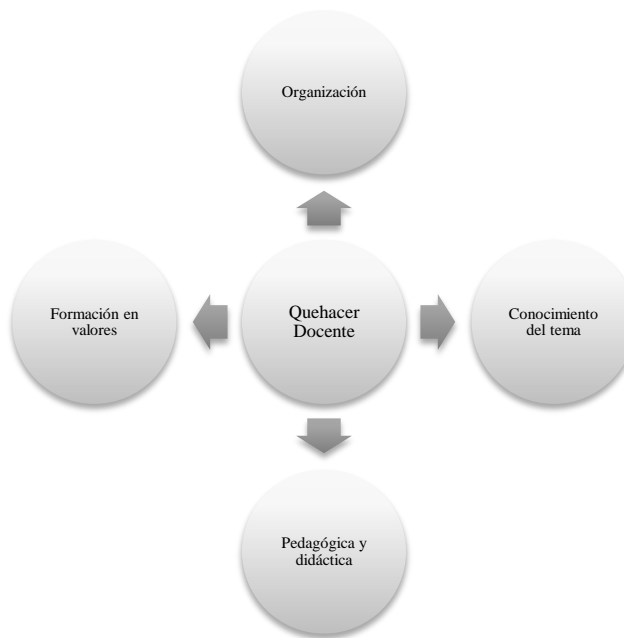 Organización
Formación en
valores
Quehacer
Docente
Conocimiento
del tema
Pedagógica y
didáctica